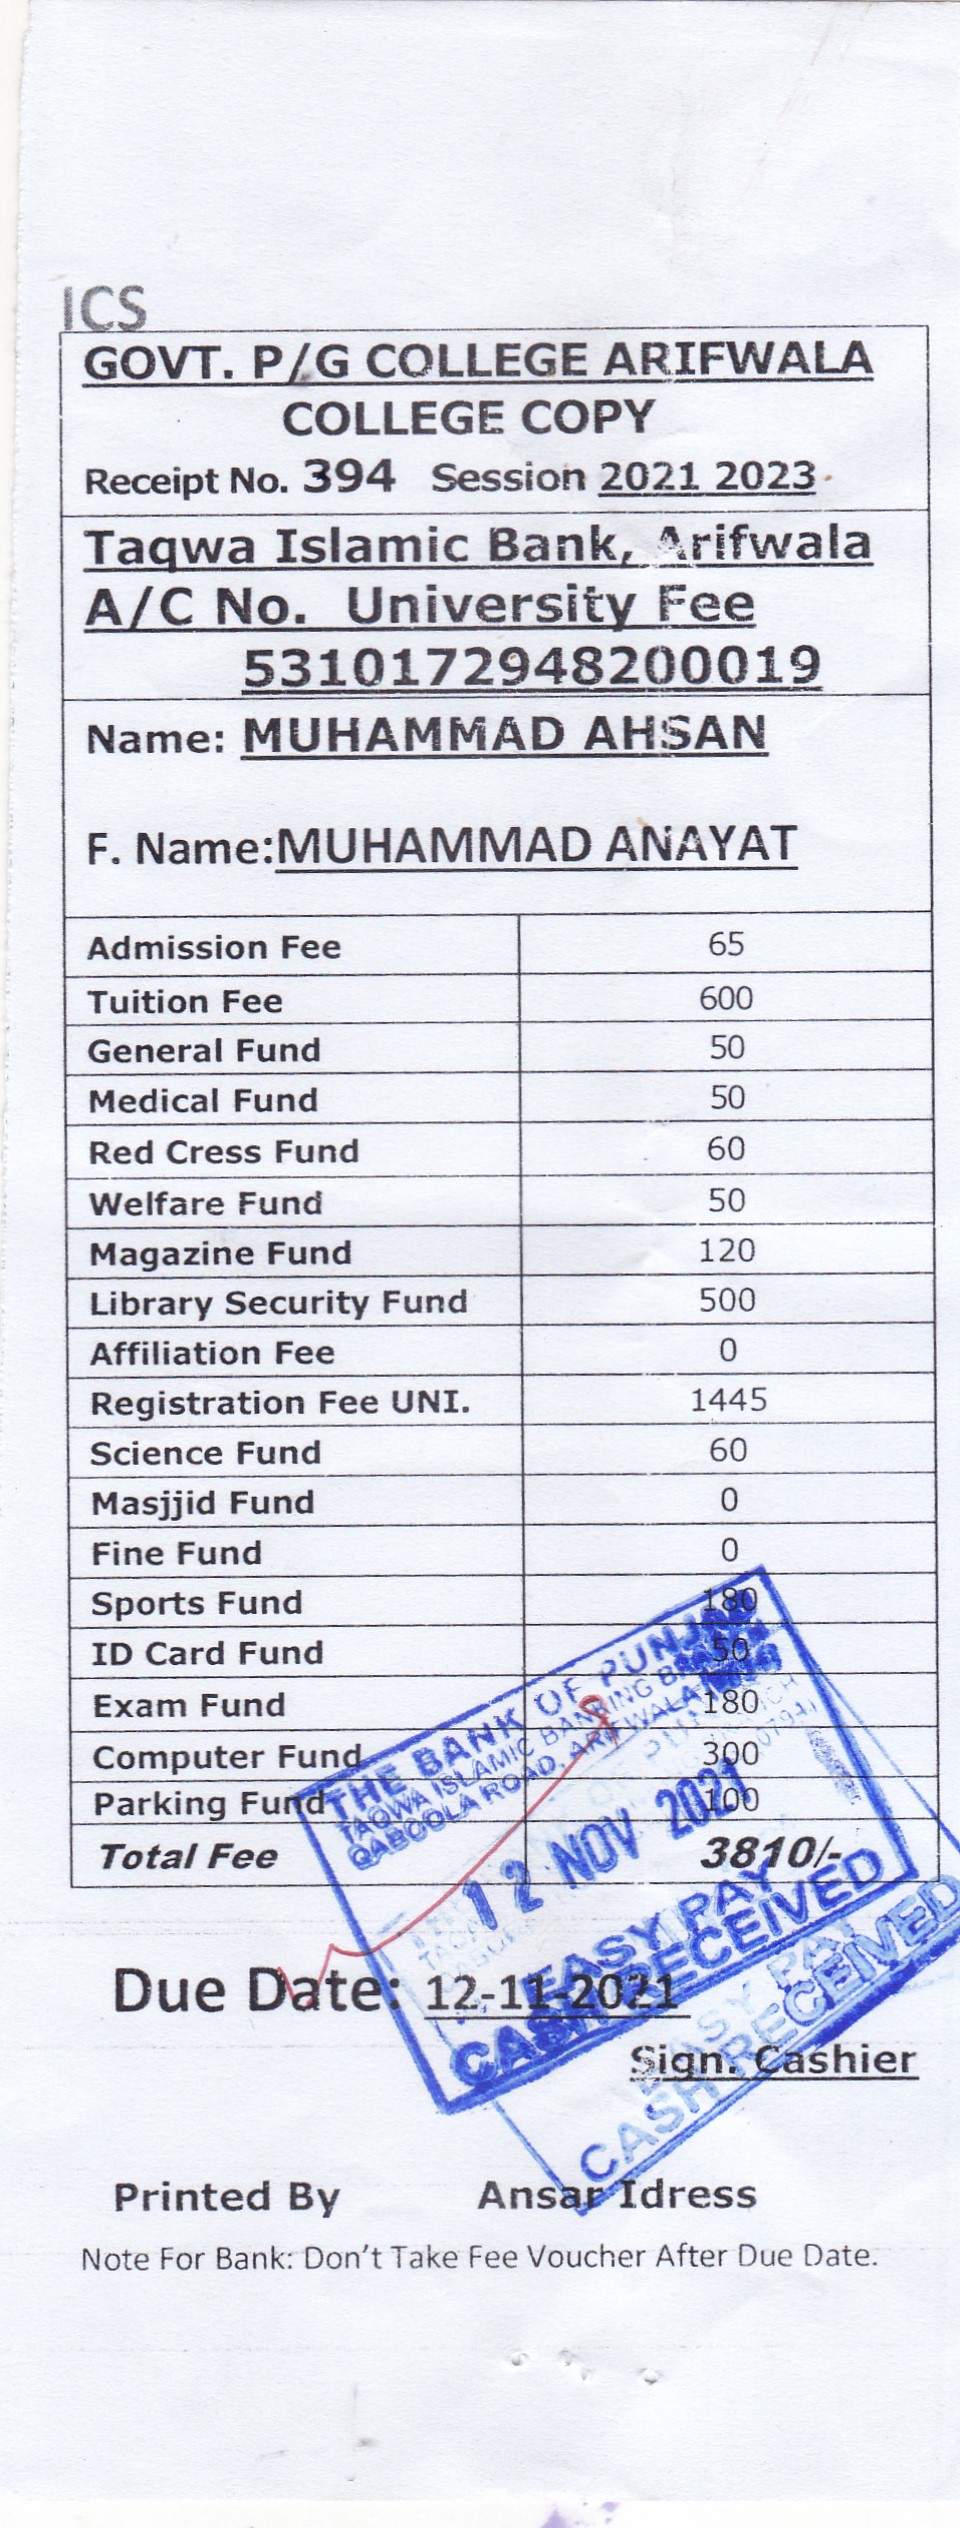 ICS
GOVT. P/G COLLEGE ARIFWALA
COLLEGE COPY
Receipt No. 394 Session 2021 2023
Taqwa Islamic Bank, Arifwala
A/C No. University Fee
5310172948200019
Name: MUHAMMAD AHSAN
F. Name:MUHAMMAD ANAYAT
Admission Fee 65
Tuition Fee 600
General Fund 50
Medical Fund 50
Red Cress Fund 60
Welfare Fund 50
Magazine Fund 120
Library Security Fund 500
Affiliation Fee 0
Registration Fee UNI. 1445
Science Fund 60
Masjjid Fund 0
Fine Fund 0
Sports Fund 180
ID Card Fund 50
Exam Fund 180
Computer Fund 300
Parking Fund 100
Total Fee 3810/-
THE BANK OF PUNJAB
TAQWA ISLAMIC BANKING BRANCH
QABOOLA ROAD, ARIFWALA
12 NOV 2021
EASY PAY
CASH RECEIVED
Due Date: 12-11-2021
EASY PAY
CASH RECEIVED
Sign. Cashier
Printed By Ansar Idress
Note For Bank: Don't Take Fee Voucher After Due Date.